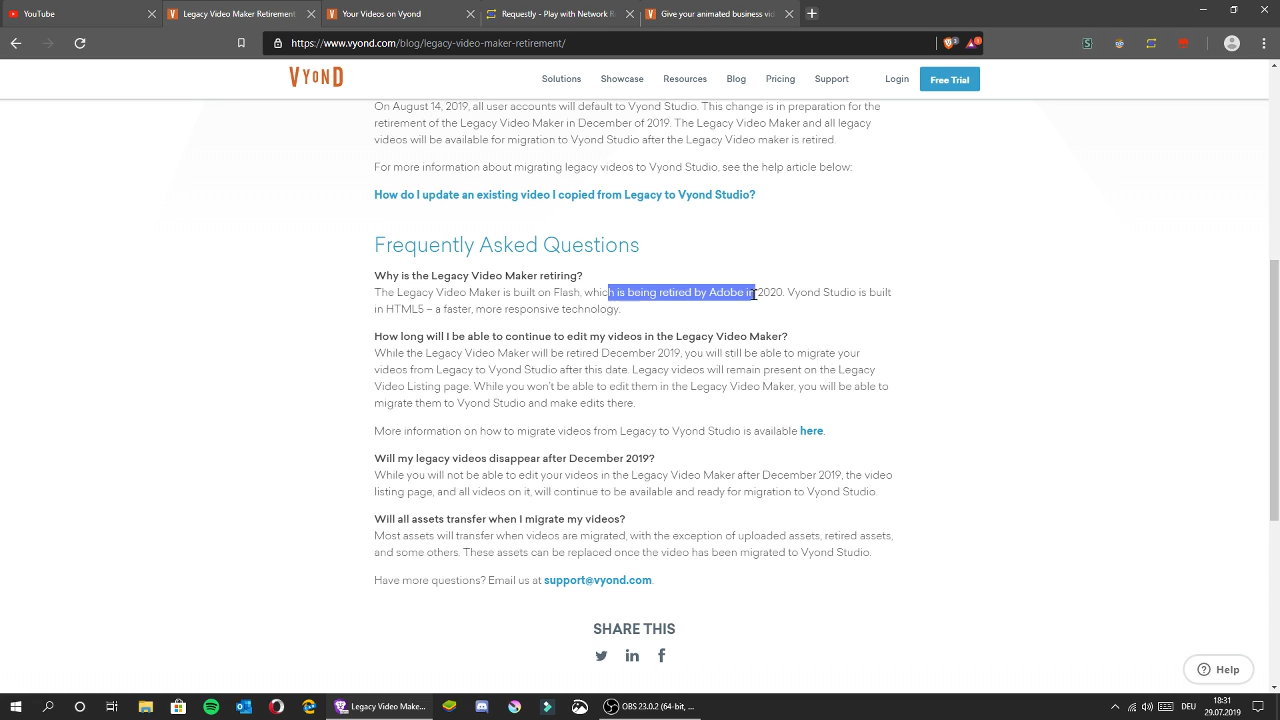 YouTube
Legacy Video Maker Retirement
Your Videos on Vyond
Requestly - Play with Network R
Give your animated business vid
https://www.vyond.com/blog/legacy-video-maker-retirement/
VYOND
Solutions
Showcase
Resources
Blog
Pricing
Support
Login
Free Trial
On August 14, 2019, all user accounts will default to Vyond Studio. This change is in preparation for the
retirement of the Legacy Video Maker in December of 2019. The Legacy Video Maker and all legacy
videos will be available for migration to Vyond Studio after the Legacy Video maker is retired.
For more information about migrating legacy videos to Vyond Studio, see the help article below:
How do I update an existing video I copied from Legacy to Vyond Studio?
Frequently Asked Questions
Why is the Legacy Video Maker retiring?
The Legacy Video Maker is built on Flash, which is being retired by Adobe in 2020. Vyond Studio is built
in HTML5 – a faster, more responsive technology.
How long will I be able to continue to edit my videos in the Legacy Video Maker?
While the Legacy Video Maker will be retired December 2019, you will still be able to migrate your
videos from Legacy to Vyond Studio after this date. Legacy videos will remain present on the Legacy
Video Listing page. While you won't be able to edit them in the Legacy Video Maker, you will be able to
migrate them to Vyond Studio and make edits there.
More information on how to migrate videos from Legacy to Vyond Studio is available here.
Will my legacy videos disappear after December 2019?
While you will not be able to edit your videos in the Legacy Video Maker after December 2019, the video
listing page, and all videos on it, will continue to be available and ready for migration to Vyond Studio.
Will all assets transfer when I migrate my videos?
Most assets will transfer when videos are migrated, with the exception of uploaded assets, retired assets,
and some others. These assets can be replaced once the video has been migrated to Vyond Studio.
Have more questions? Email us at support@vyond.com.
SHARE THIS
Help
Legacy Video Make...
OBS 23.0.2 (64-bit, ...
DEU
18:31
29.07.2019